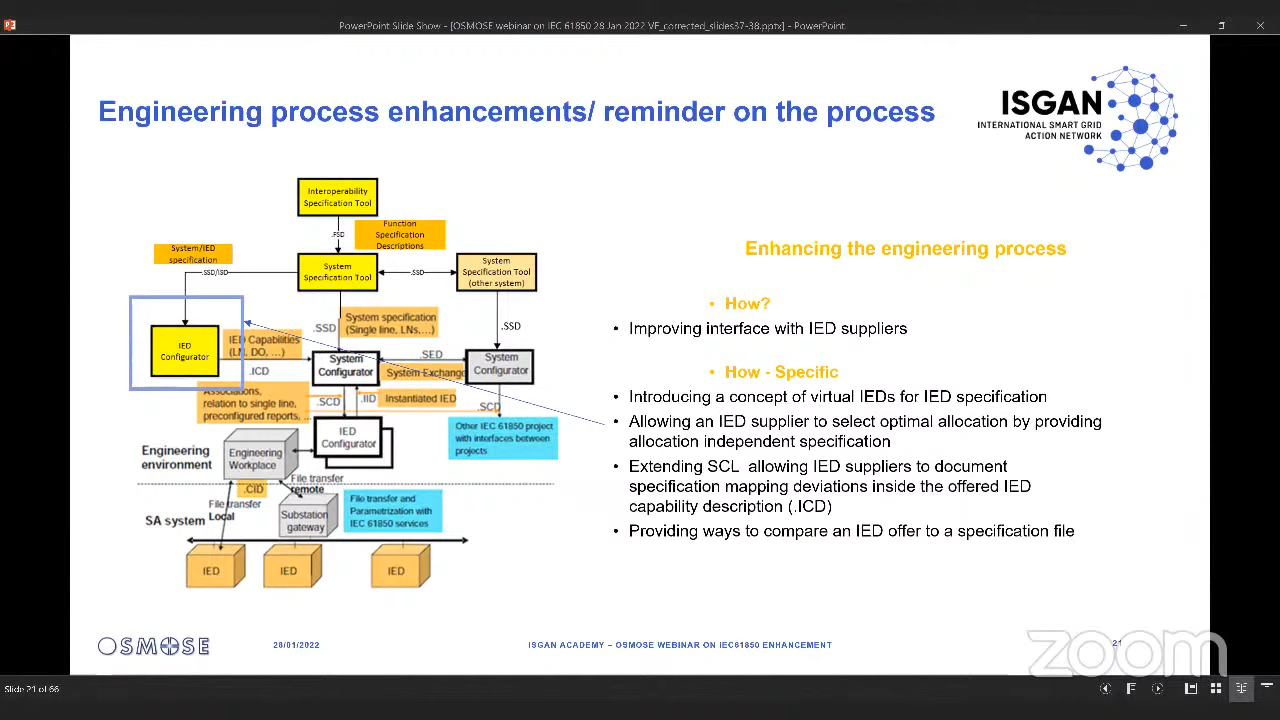 PowerPoint Slide Show - [OSMOSE webinar on IEC 61850 28 Jan 2022 VF_corrected_slides37-38.pptx] - PowerPoint
Engineering process enhancements/ reminder on the process
ISGAN
INTERNATIONAL SMART GRID
ACTION NETWORK
Interoperability
Specification Tool
.FSD
Function
Specification
Descriptions
System/IED
specification
.SSD/ISD
System
Specification Tool
.SSD
System
Specification Tool
(other system)
IED
Configurator
IED Capabilities
(LN, DO, ...)
.ICD
.SSD
System specification
(Single line, LNs....)
.SSD
System
Configurator
.SED
System Exchange
System
Configurator
Associations,
relation to single line,
preconfigured reports, ...
.SCD
.IID
Instantiated IED
.SCD
IED
Configurator
Other IEC 61850 project
with interfaces between
projects
Engineering
environment
Engineering
Workplace
File transfer
remote
.CID
File transfer
Local
SA system
Substation
gateway
File transfer and
Parametrization with
IEC 61850 services
IED
IED
IED
Enhancing the engineering process
• How?
• Improving interface with IED suppliers
• How - Specific
• Introducing a concept of virtual IEDs for IED specification
• Allowing an IED supplier to select optimal allocation by providing
allocation independent specification
• Extending SCL allowing IED suppliers to document
specification mapping deviations inside the offered IED
capability description (.ICD)
• Providing ways to compare an IED offer to a specification file
OSMOSE
28/01/2022
ISGAN ACADEMY – OSMOSE WEBINAR ON IEC61850 ENHANCEMENT
21
zoom
Slide 21 of 66